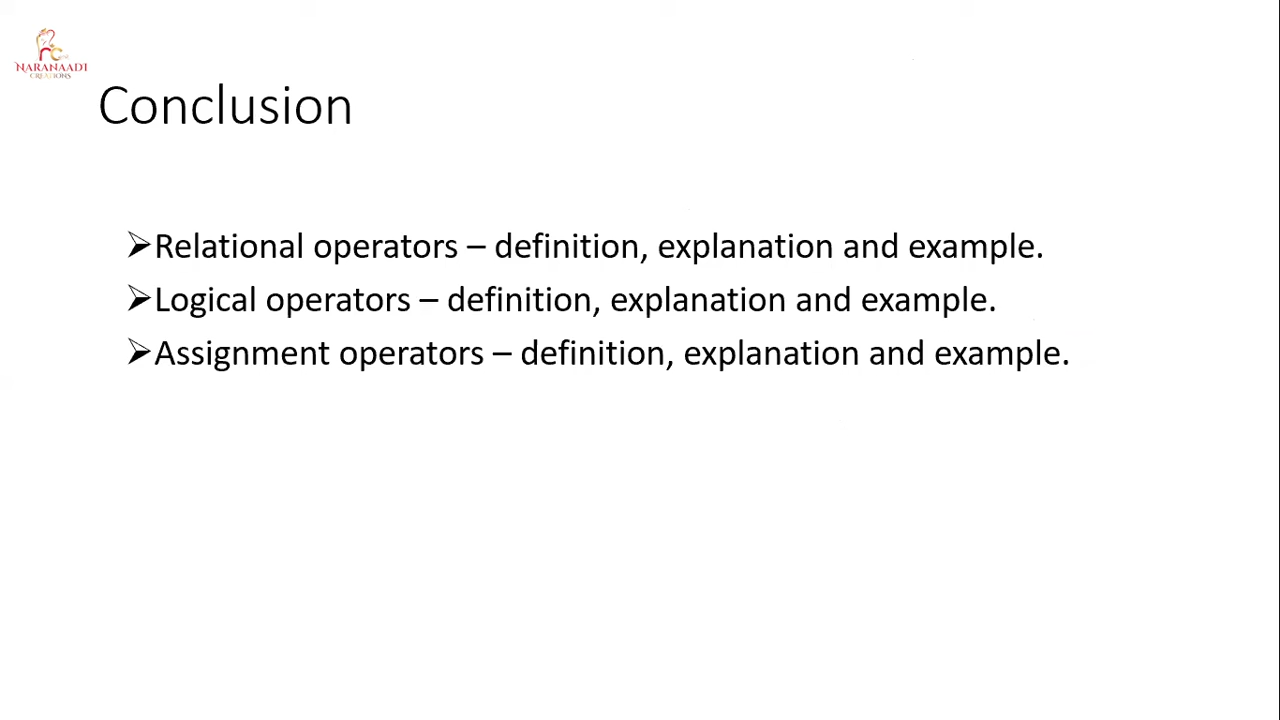 NARANAADI
CREATIONS
Conclusion
➢Relational operators – definition, explanation and example.
➢Logical operators – definition, explanation and example.
➢Assignment operators – definition, explanation and example.